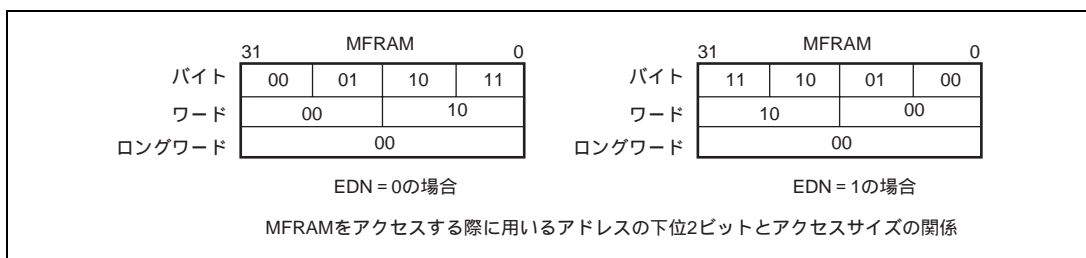 31 MFRAM 0
バイト 00 01 10 11
ワード 00 10
ロングワード 00
EDN = 0の場合
31 MFRAM 0
バイト 11 10 01 00
ワード 10 00
ロングワード 00
EDN = 1の場合
MFRAMをアクセスする際に用いるアドレスの下位2ビットとアクセスサイズの関係